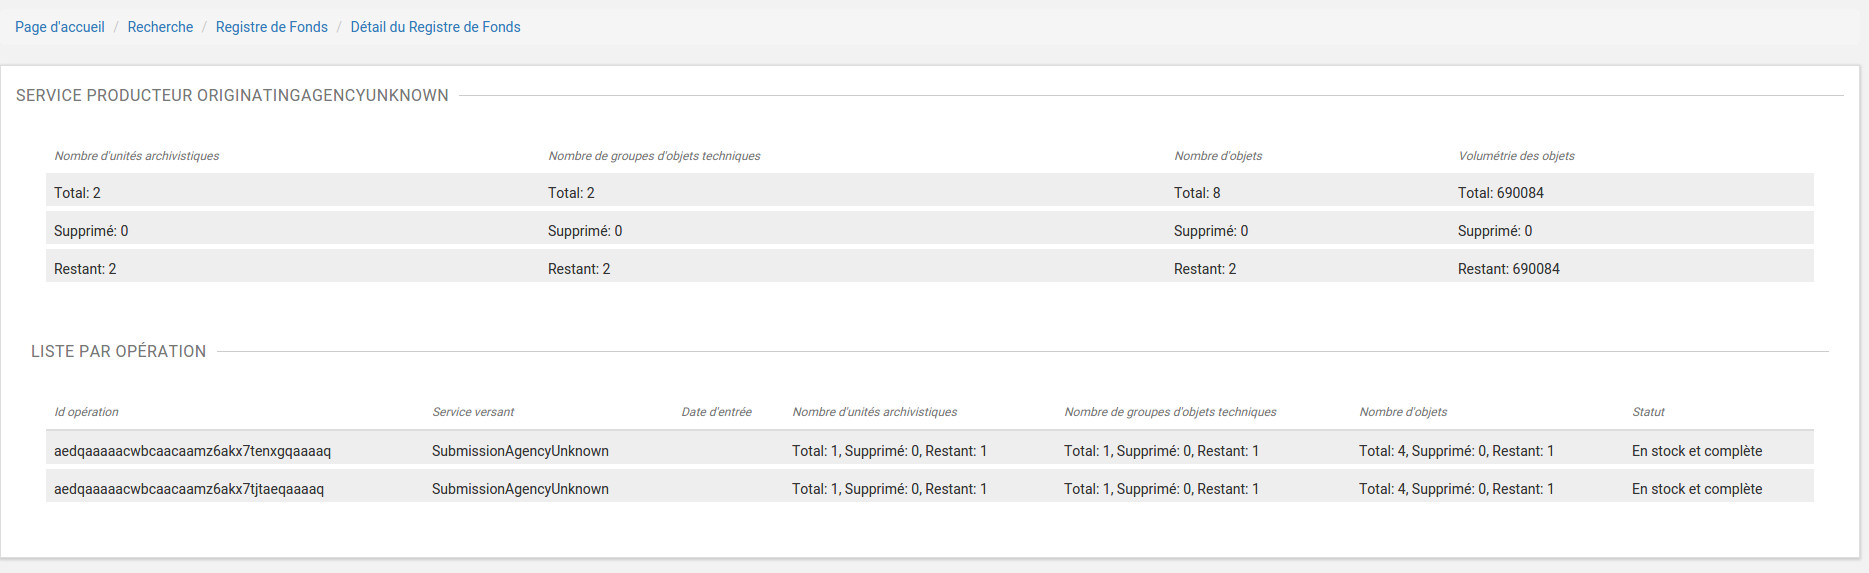 Page d'accueil / Recherche / Registre de Fonds / Détail du Registre de Fonds
SERVICE PRODUCTEUR ORIGINATINGAGENCYUNKNOWN
Nombre d'unités archivistiques Nombre de groupes d'objets techniques Nombre d'objets Volumétrie des objets
Total: 2 Total: 2 Total: 8 Total: 690084
Supprimé: 0 Supprimé: 0 Supprimé: 0 Supprimé: 0
Restant: 2 Restant: 2 Restant: 2 Restant: 690084
LISTE PAR OPÉRATION
Id opération Service versant Date d'entrée Nombre d'unités archivistiques Nombre de groupes d'objets techniques Nombre d'objets Statut
aedqaaaaacwbcaacaamz6akx7tenxgqaaaaq SubmissionAgencyUnknown Total: 1, Supprimé: 0, Restant: 1 Total: 1, Supprimé: 0, Restant: 1 Total: 4, Supprimé: 0, Restant: 1 En stock et complète
aedqaaaaacwbcaacaamz6akx7tjtaeqaaaaq SubmissionAgencyUnknown Total: 1, Supprimé: 0, Restant: 1 Total: 1, Supprimé: 0, Restant: 1 Total: 4, Supprimé: 0, Restant: 1 En stock et complète